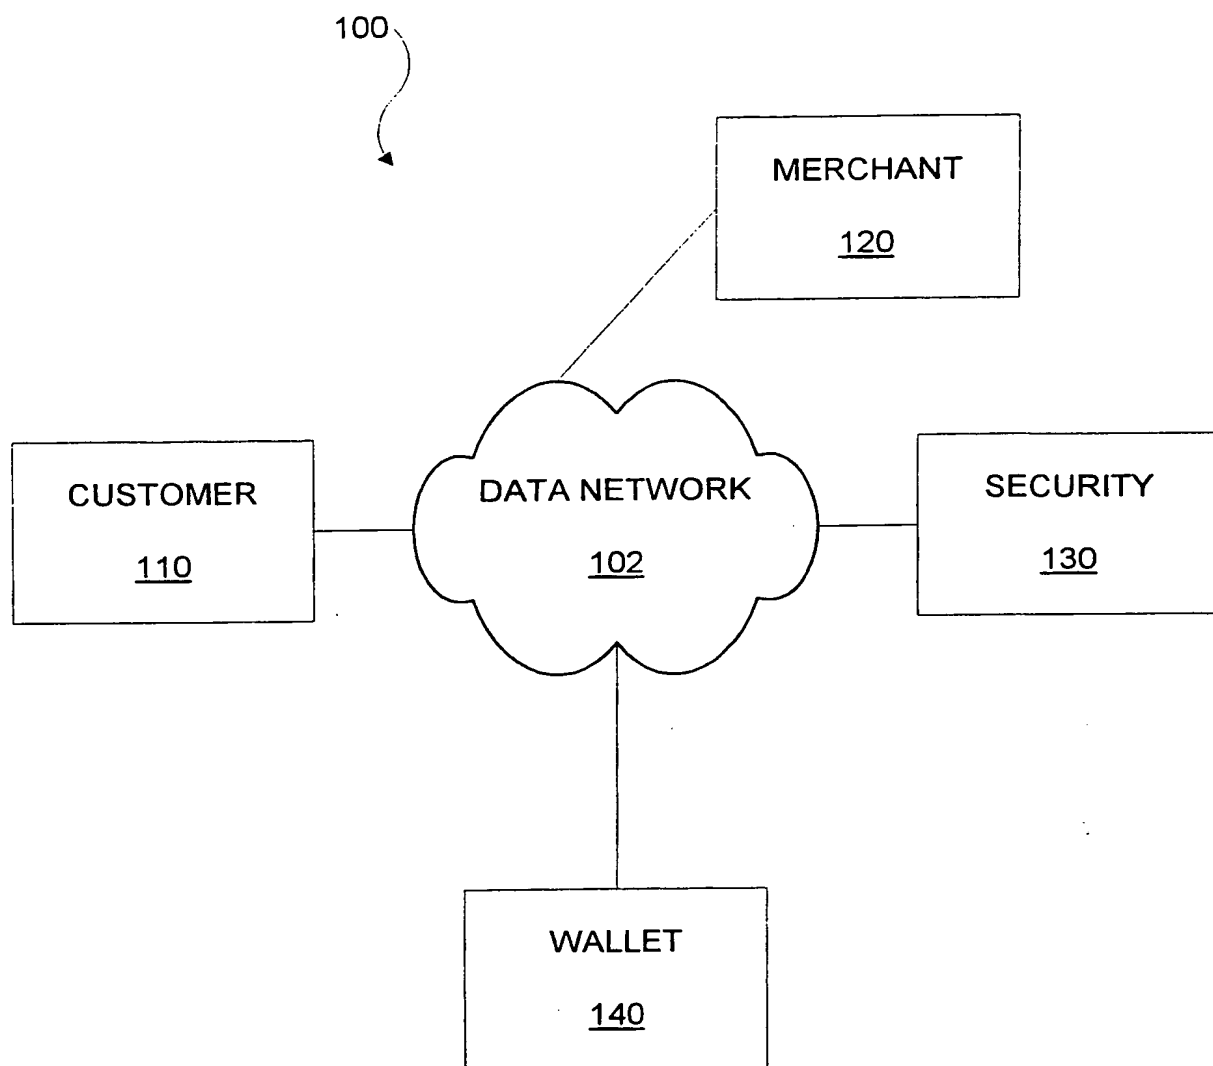 100
MERCHANT
120
CUSTOMER
110
DATA NETWORK
102
SECURITY
130
WALLET
140